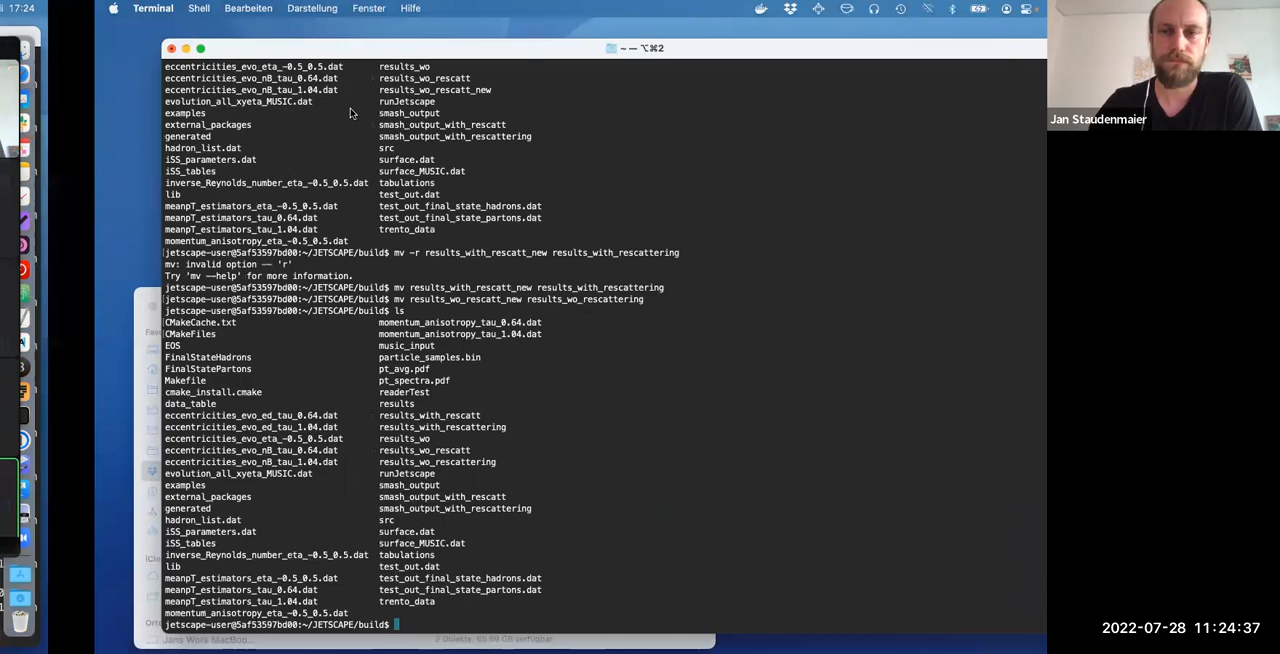 17:24
Terminal Shell Bearbeiten Darstellung Fenster Hilfe
~ — ⌥⌘2
eccentricities_evo_eta_-0.5_0.5.dat results_wo
eccentricities_evo_nB_tau_0.64.dat results_wo_rescatt
eccentricities_evo_nB_tau_1.04.dat results_wo_rescatt_new
evolution_all_xyeta_MUSIC.dat runJetscape
examples smash_output
external_packages smash_output_with_rescatt
generated smash_output_with_rescattering
hadron_list.dat src
iSS_parameters.dat surface.dat
iSS_tables surface_MUSIC.dat
inverse_Reynolds_number_eta_-0.5_0.5.dat tabulations
lib test_out.dat
meanpT_estimators_eta_-0.5_0.5.dat test_out_final_state_hadrons.dat
meanpT_estimators_tau_0.64.dat test_out_final_state_partons.dat
meanpT_estimators_tau_1.04.dat trento_data
momentum_anisotropy_eta_-0.5_0.5.dat
jetscape-user@5af53597bd00:~/JETSCAPE/build$ mv -r results_with_rescatt_new results_with_rescattering
mv: invalid option -- 'r'
Try 'mv --help' for more information.
jetscape-user@5af53597bd00:~/JETSCAPE/build$ mv results_with_rescatt_new results_with_rescattering
jetscape-user@5af53597bd00:~/JETSCAPE/build$ mv results_wo_rescatt_new results_wo_rescattering
jetscape-user@5af53597bd00:~/JETSCAPE/build$ ls
CMakeCache.txt momentum_anisotropy_tau_0.64.dat
CMakeFiles momentum_anisotropy_tau_1.04.dat
EOS music_input
FinalStateHadrons particle_samples.bin
FinalStatePartons pt_avg.pdf
Makefile pt_spectra.pdf
cmake_install.cmake readerTest
data_table results
eccentricities_evo_ed_tau_0.64.dat results_with_rescatt
eccentricities_evo_ed_tau_1.04.dat results_with_rescattering
eccentricities_evo_eta_-0.5_0.5.dat results_wo
eccentricities_evo_nB_tau_0.64.dat results_wo_rescatt
eccentricities_evo_nB_tau_1.04.dat results_wo_rescattering
evolution_all_xyeta_MUSIC.dat runJetscape
examples smash_output
external_packages smash_output_with_rescatt
generated smash_output_with_rescattering
hadron_list.dat src
iSS_parameters.dat surface.dat
iSS_tables surface_MUSIC.dat
inverse_Reynolds_number_eta_-0.5_0.5.dat tabulations
lib test_out.dat
meanpT_estimators_eta_-0.5_0.5.dat test_out_final_state_hadrons.dat
meanpT_estimators_tau_0.64.dat test_out_final_state_partons.dat
meanpT_estimators_tau_1.04.dat trento_data
momentum_anisotropy_eta_-0.5_0.5.dat
jetscape-user@5af53597bd00:~/JETSCAPE/build$
Jans Work MacBoo... 2 Objekte, 65.69 GB verfügbar
Jan Staudenmaier
2022-07-28 11:24:37